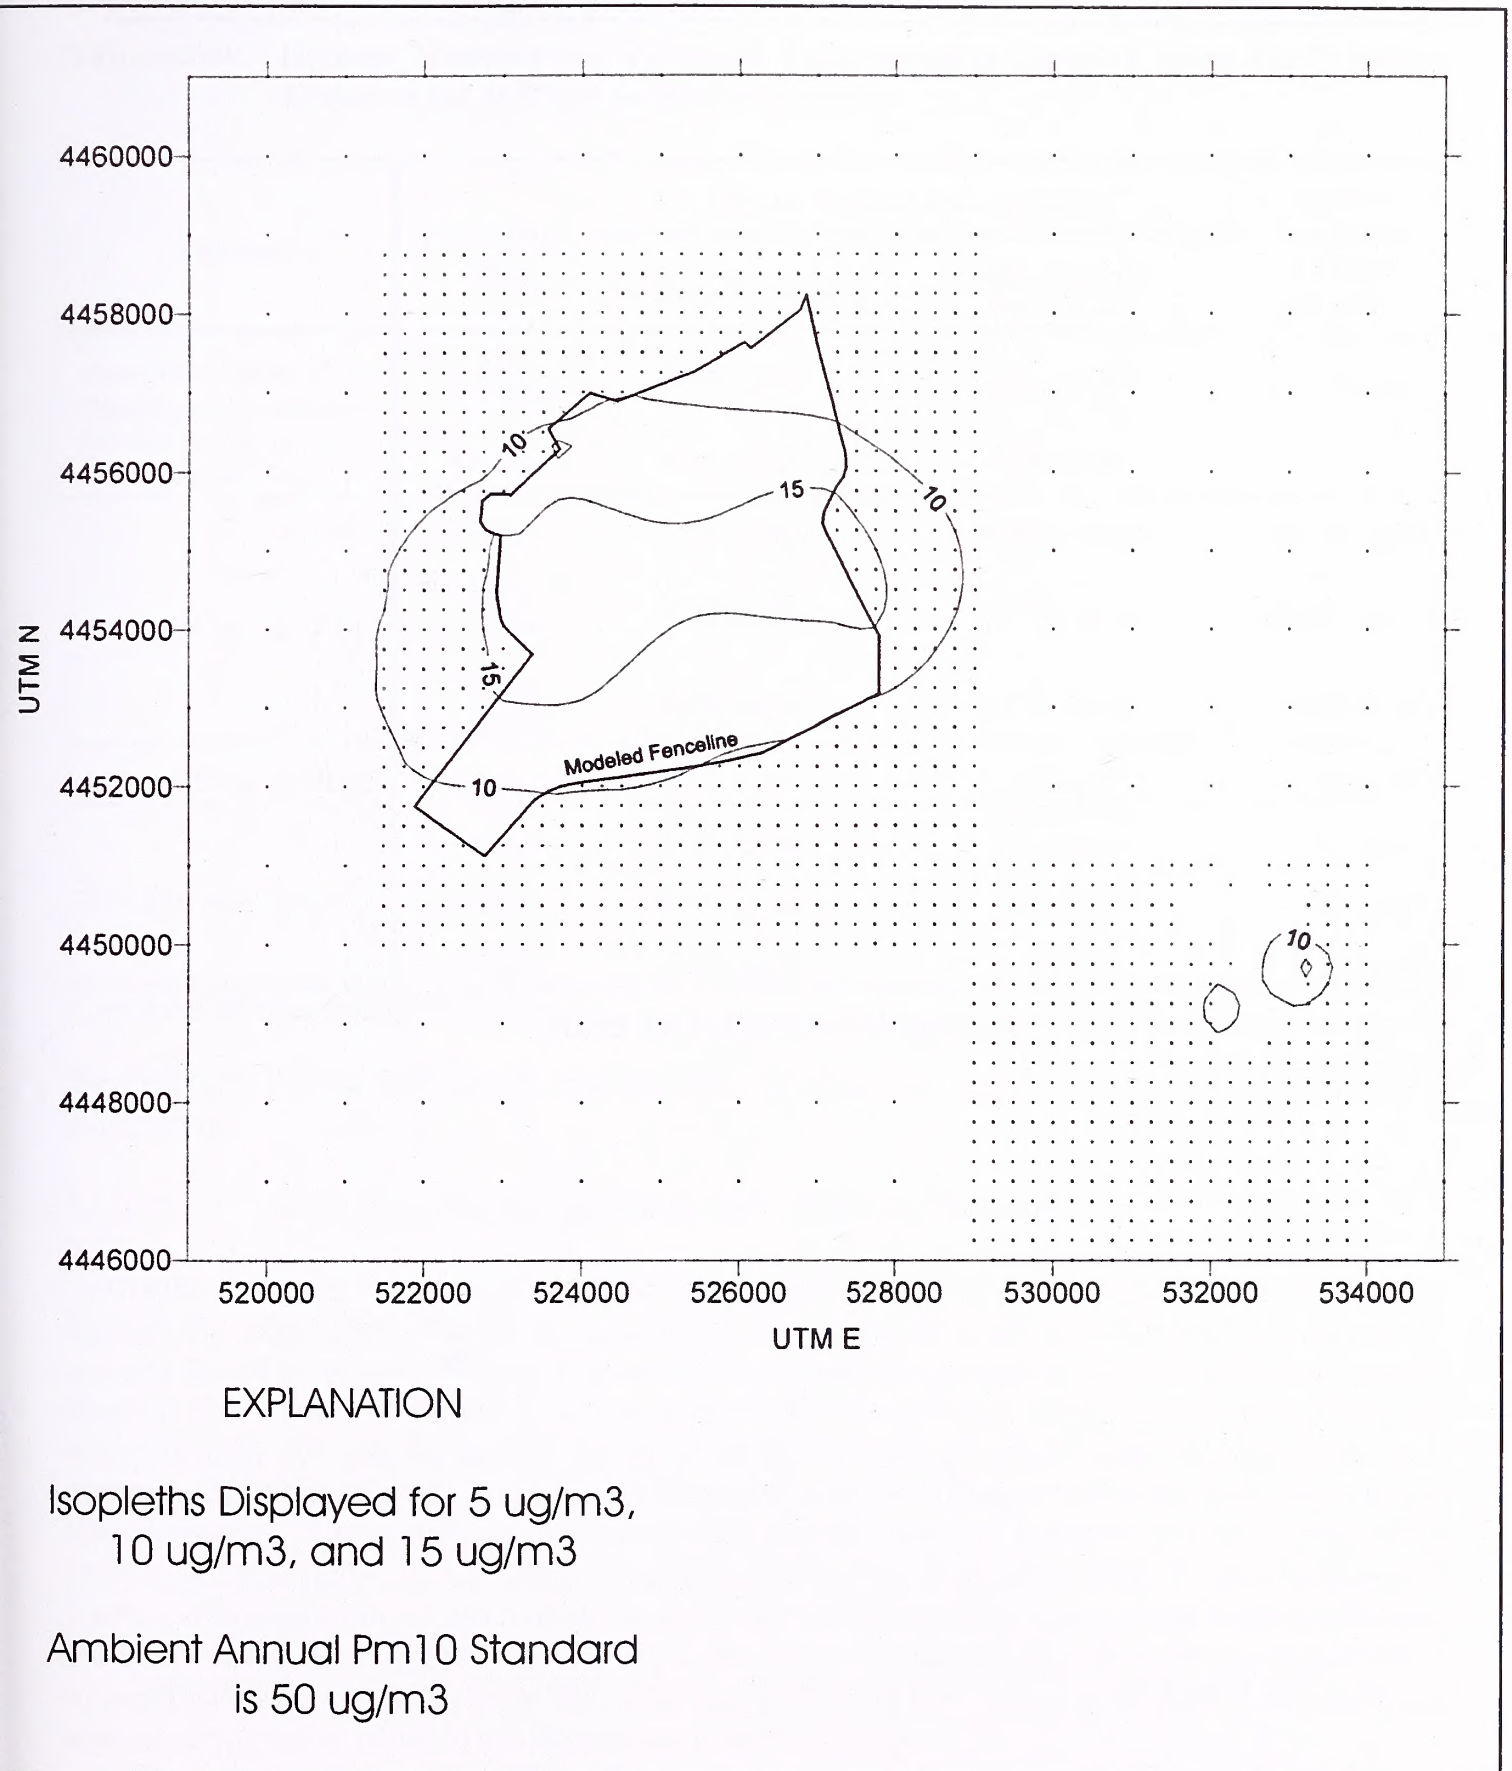 4460000
4458000
4456000
4454000
4452000
4450000
4448000
4446000
UTM N
10
10
15
15
Modeled Fenceline
10
10
520000 522000 524000 526000 528000 530000 532000 534000
UTM E
EXPLANATION
Isopleths Displayed for 5 ug/m3,
10 ug/m3, and 15 ug/m3
Ambient Annual Pm10 Standard
is 50 ug/m3